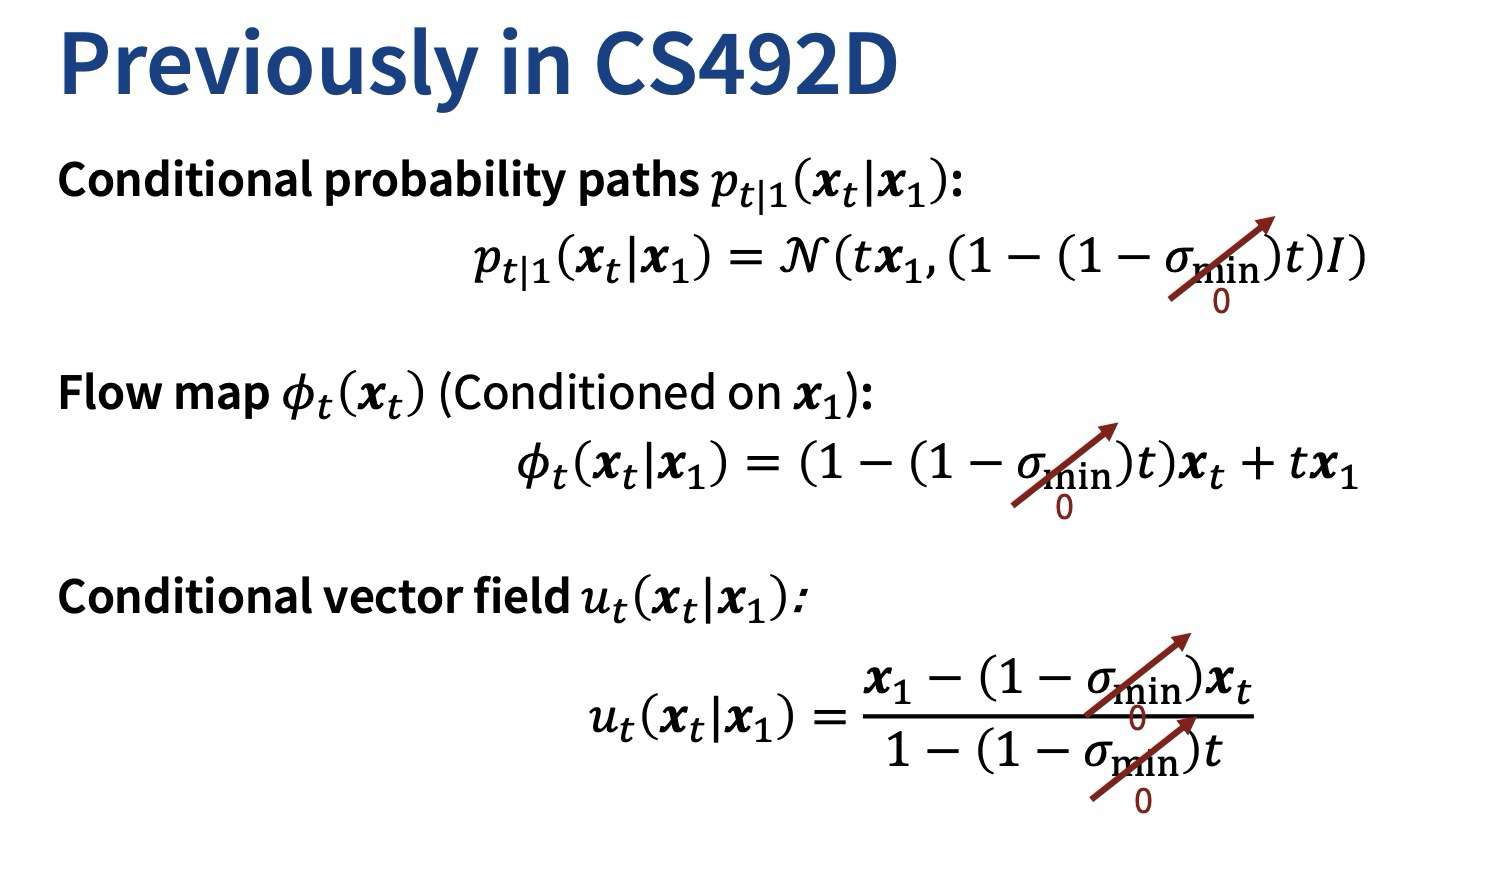 Previously in CS492D
Conditional probability paths $p_{t|1}(\boldsymbol{x}_t|\boldsymbol{x}_1)$:
$p_{t|1}(\boldsymbol{x}_t|\boldsymbol{x}_1) = \mathcal{N}(t\boldsymbol{x}_1, (1 - (1 - \sigma_{\min})t)I)$
0
Flow map $\phi_t(\boldsymbol{x}_t)$ (Conditioned on $\boldsymbol{x}_1$):
$\phi_t(\boldsymbol{x}_t|\boldsymbol{x}_1) = (1 - (1 - \sigma_{\min})t)\boldsymbol{x}_t + t\boldsymbol{x}_1$
0
Conditional vector field $u_t(\boldsymbol{x}_t|\boldsymbol{x}_1)$:
$u_t(\boldsymbol{x}_t|\boldsymbol{x}_1) = \frac{\boldsymbol{x}_1 - (1 - \sigma_{\min})\boldsymbol{x}_t}{1 - (1 - \sigma_{\min})t}$
0
0